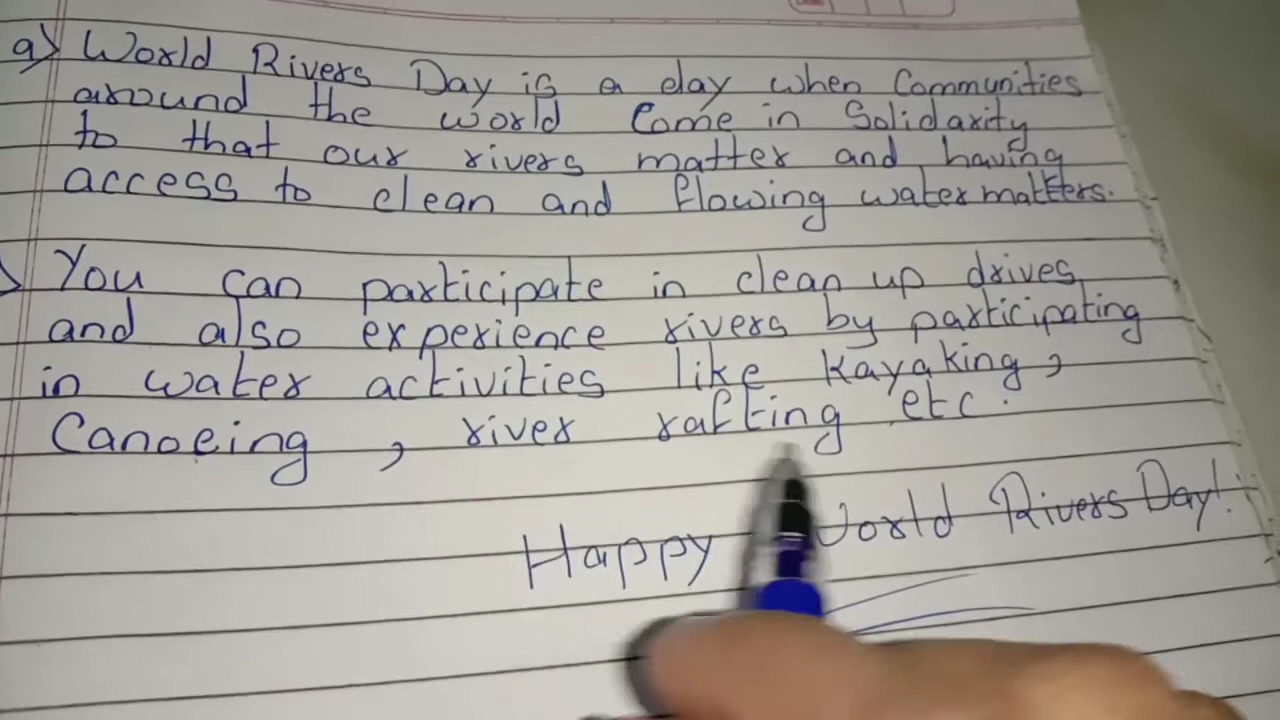 a) World Rivers Day is a day when Communities
around the world Come in Solidarity
to that our rivers matter and having
access to clean and flowing water matters.
You can participate in clean up drives
and also experience rivers by participating
in water activities like Kayaking,
Canoeing, river rafting etc.
Happy World Rivers Day!